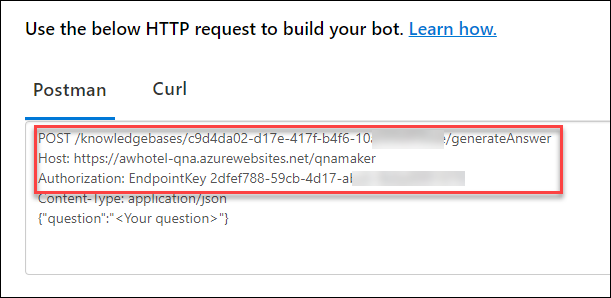 Use the below HTTP request to build your bot. Learn how.
Postman Curl
POST /knowledgebases/c9d4da02-d17e-417f-b4f6-10 /generateAnswer
Host: https://awhotel-qna.azurewebsites.net/qnamaker
Authorization: EndpointKey 2dfef788-59cb-4d17-a
Content-Type: application/json
{"question":"<Your question>"}